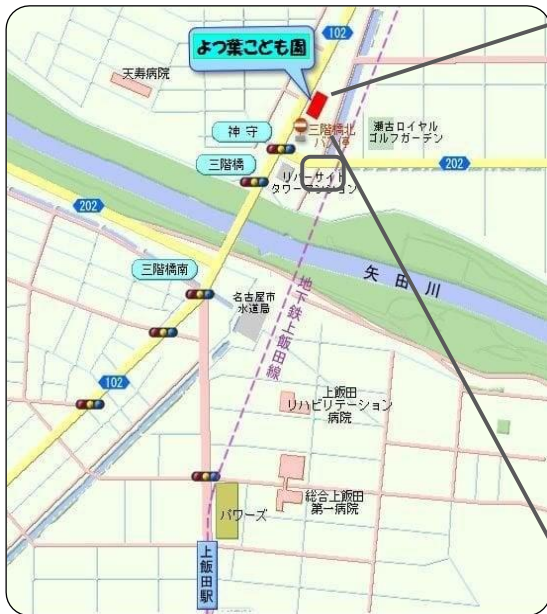 よつ葉こども園
102
天寿病院
三階橋北
バス停
瀬古ロイヤル
ゴルフガーデン
神守
三階橋
202
リバーサイド
タワーマンション
202
矢田川
三階橋南
地下鉄上飯田線
名古屋市
水道局
102
上飯田
リハビリテーション
病院
総合上飯田
第一病院
パワーズ
上飯田駅